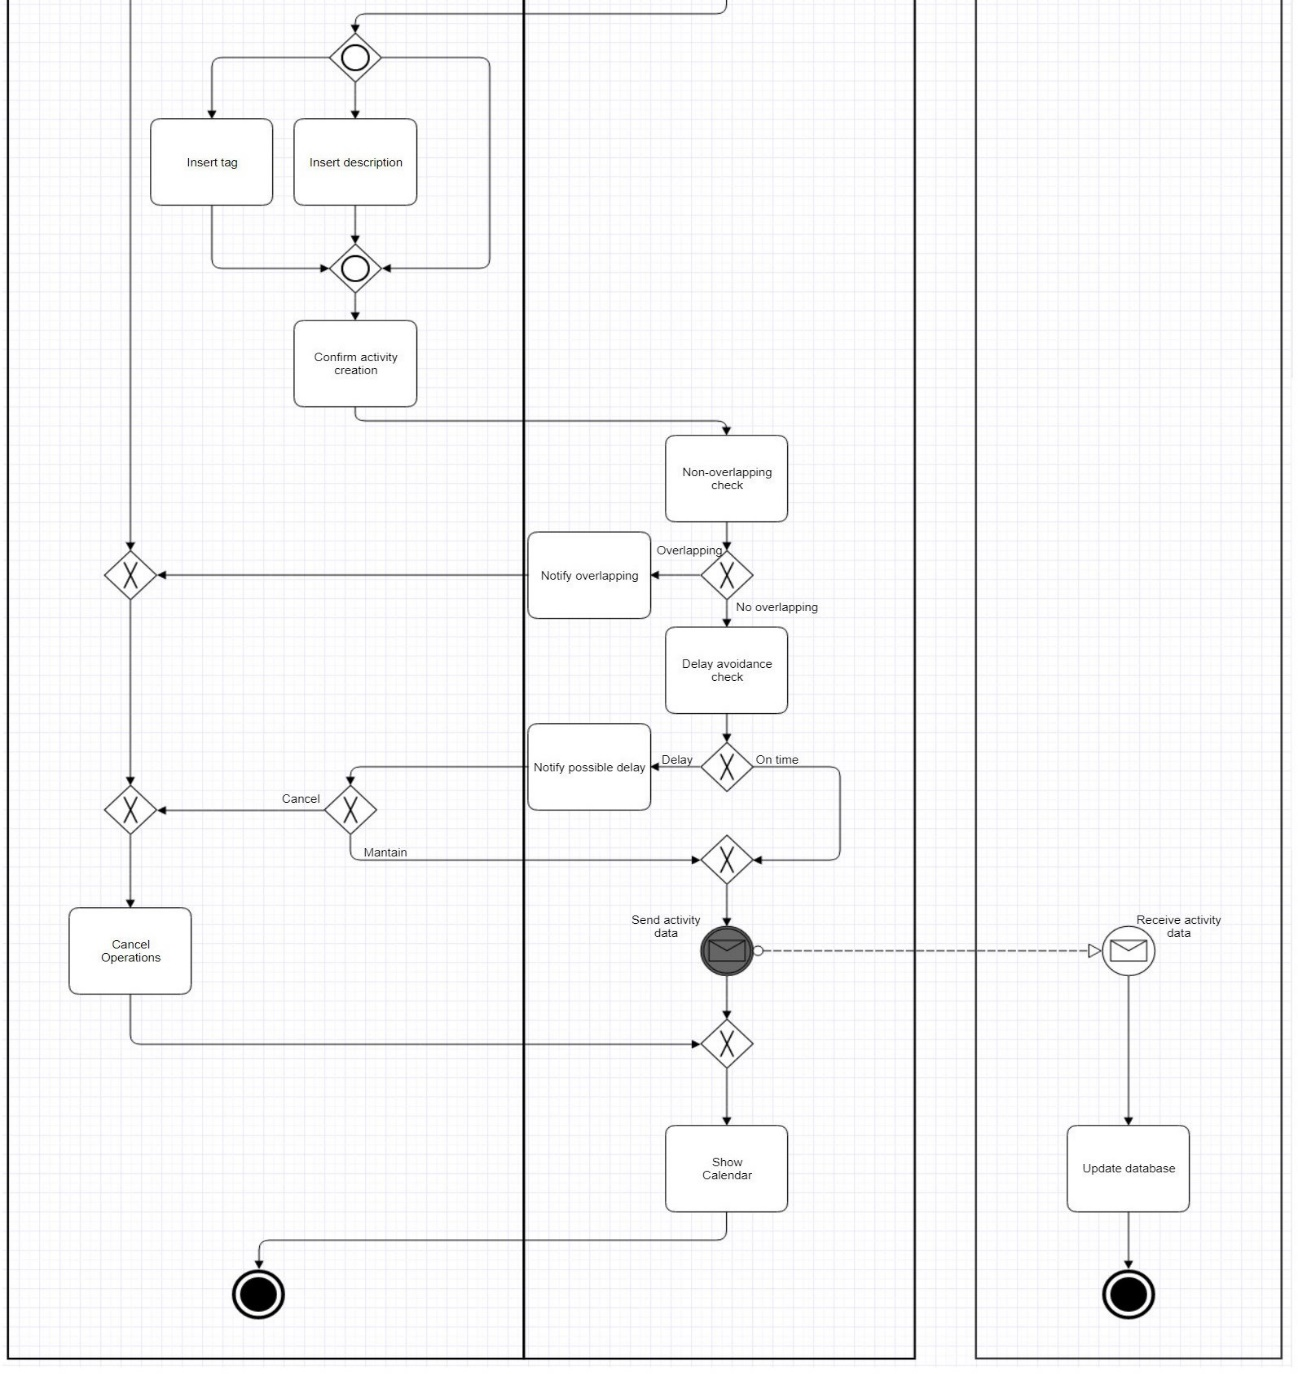 Insert tag
Insert description
Confirm activity
creation
Non-overlapping
check
Overlapping
Notify overlapping
No overlapping
Delay avoidance
check
Notify possible delay
Delay
On time
Cancel
Mantain
Send activity
data
Receive activity
data
Cancel
Operations
Show
Calendar
Update database